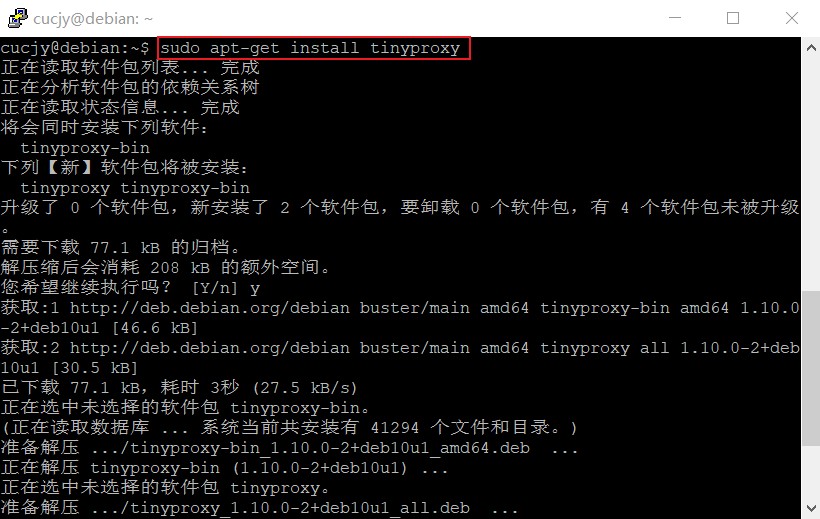 cucjy@debian: ~
cucjy@debian:~$ sudo apt-get install tinyproxy
正在读取软件包列表... 完成
正在分析软件包的依赖关系树
正在读取状态信息... 完成
将会同时安装下列软件：
  tinyproxy-bin
下列【新】软件包将被安装：
  tinyproxy tinyproxy-bin
升级了 0 个软件包，新安装了 2 个软件包，要卸载 0 个软件包，有 4 个软件包未被升级
。
需要下载 77.1 kB 的归档。
解压缩后会消耗 208 kB 的额外空间。
您希望继续执行吗？ [Y/n] y
获取:1 http://deb.debian.org/debian buster/main amd64 tinyproxy-bin amd64 1.10.0
-2+deb10u1 [46.6 kB]
获取:2 http://deb.debian.org/debian buster/main amd64 tinyproxy all 1.10.0-2+deb
10u1 [30.5 kB]
已下载 77.1 kB，耗时 3秒 (27.5 kB/s)
正在选中未选择的软件包 tinyproxy-bin。
(正在读取数据库 ... 系统当前共安装有 41294 个文件和目录。)
准备解压 .../tinyproxy-bin_1.10.0-2+deb10u1_amd64.deb  ...
正在解压 tinyproxy-bin (1.10.0-2+deb10u1) ...
正在选中未选择的软件包 tinyproxy。
准备解压 .../tinyproxy_1.10.0-2+deb10u1_all.deb  ...